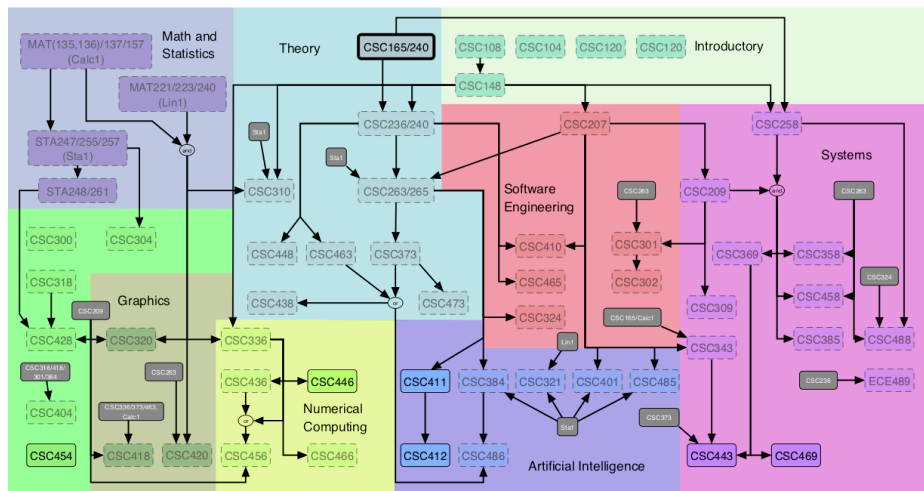 Math and
Statistics
Theory
Introductory
MAT(135,136)/137/157
(Calc1)
CSC165/240
CSC108
CSC104
CSC120
CSC120
MAT221/223/240
(Lin1)
CSC148
CSC236/240
CSC207
CSC258
STA247/255/257
(Sta1)
and
Sta1
Sta1
Systems
STA248/261
CSC310
CSC263/265
Software
Engineering
CSC263
CSC209
and
CSC263
CSC300
CSC304
CSC448
CSC463
CSC373
CSC410
CSC301
CSC369
CSC358
CSC318
Graphics
CSC465
CSC302
CSC324
CSC209
CSC438
or
CSC473
CSC324
CSC309
CSC458
CSC165/Calc1
CSC428
CSC320
CSC336
CSC343
CSC385
CSC488
Lin1
CSC318/418/
301/384
CSC263
CSC436
CSC446
CSC411
CSC384
CSC321
CSC401
CSC485
CSC236
ECE489
CSC404
CSC336/373/463,
Calc1
or
Numerical
Computing
Sta1
CSC373
CSC454
CSC418
CSC420
CSC456
CSC466
CSC412
CSC486
Artificial Intelligence
CSC443
CSC469